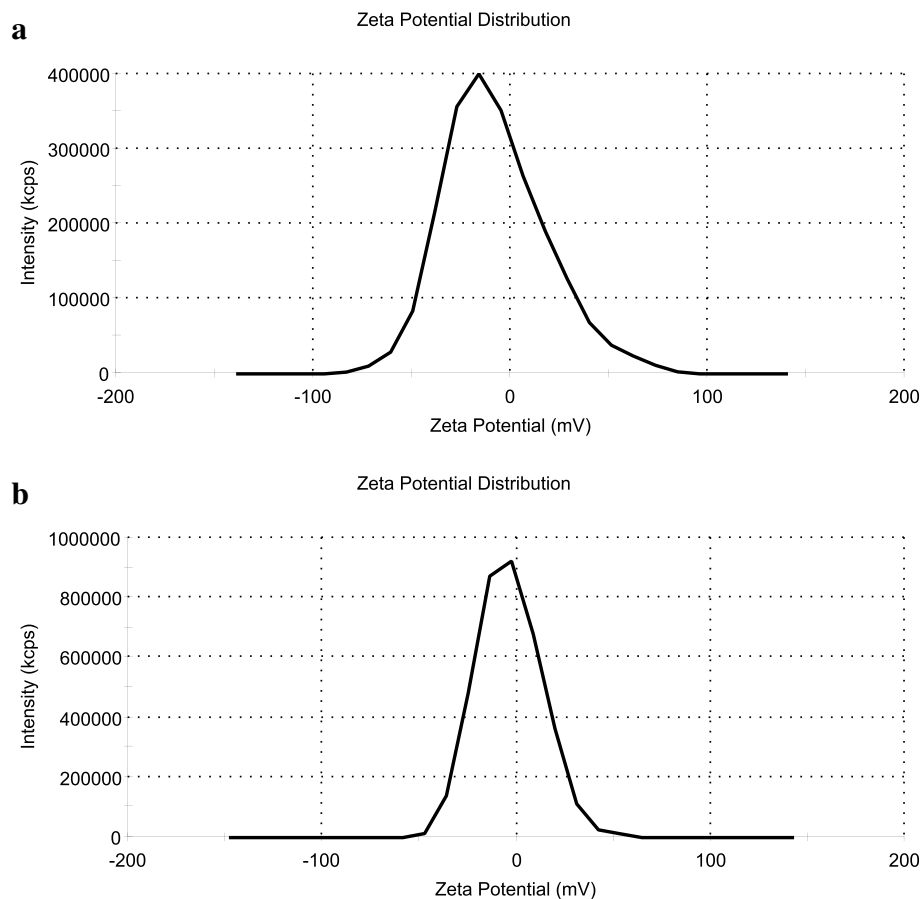 a
Zeta Potential Distribution
400000
300000
200000
100000
0
Intensity (kcps)
-200 -100 0 100 200
Zeta Potential (mV)
b
Zeta Potential Distribution
1000000
800000
600000
400000
200000
0
Intensity (kcps)
-200 -100 0 100 200
Zeta Potential (mV)